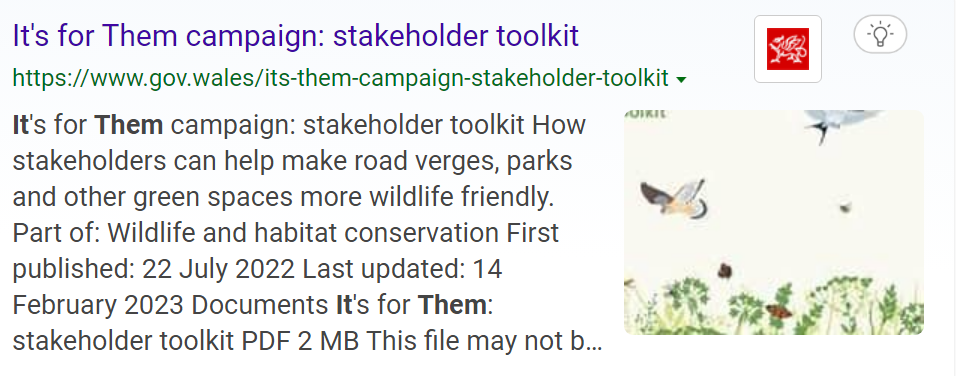 It's for Them campaign: stakeholder toolkit
https://www.gov.wales/its-them-campaign-stakeholder-toolkit
It's for Them campaign: stakeholder toolkit How
stakeholders can help make road verges, parks
and other green spaces more wildlife friendly.
Part of: Wildlife and habitat conservation First
published: 22 July 2022 Last updated: 14
February 2023 Documents It's for Them:
stakeholder toolkit PDF 2 MB This file may not b...